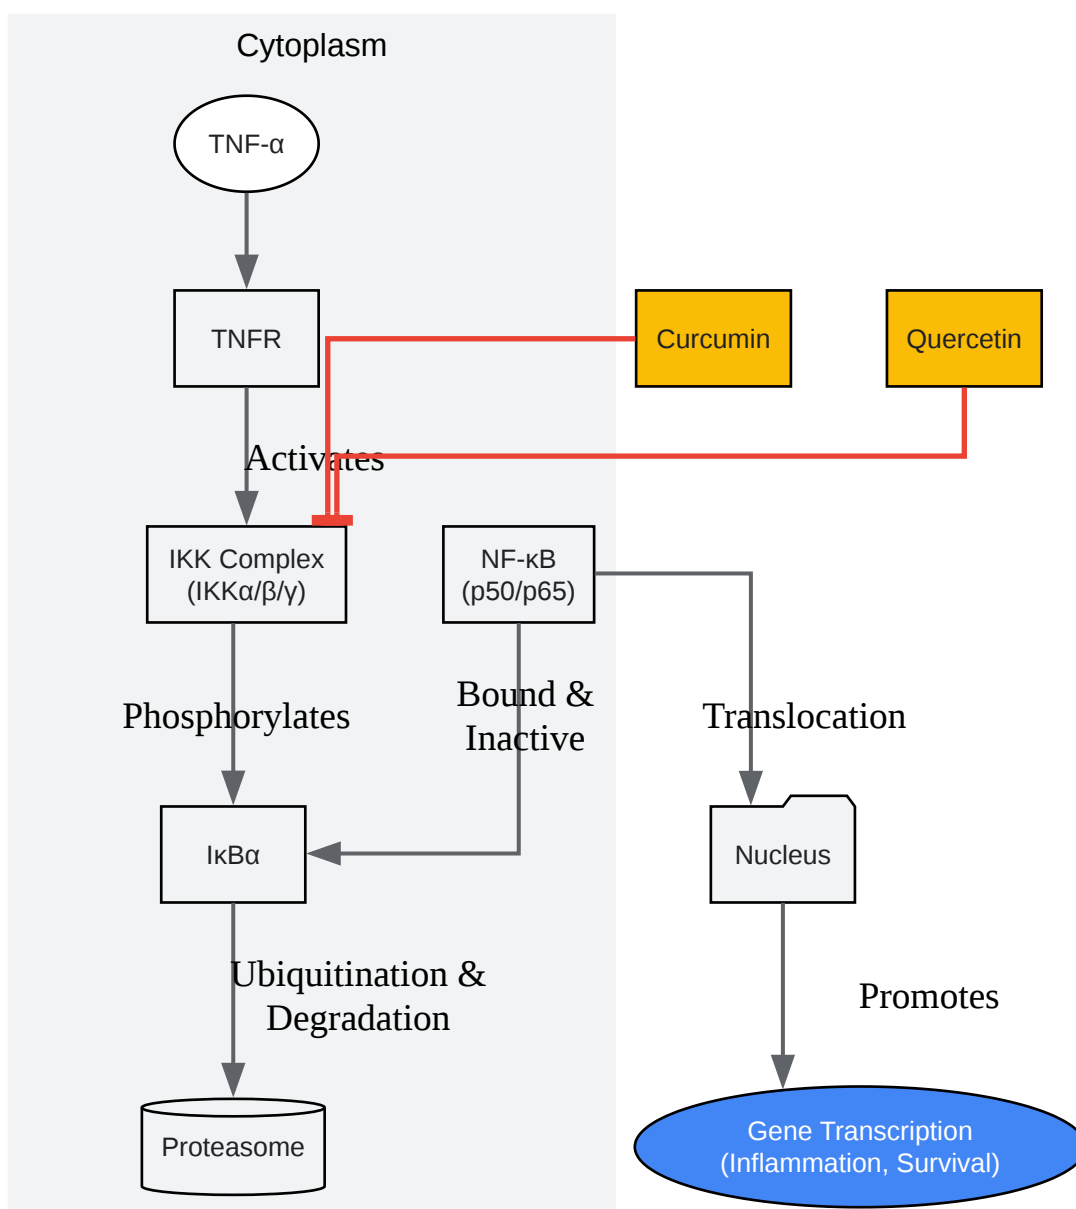 Cytoplasm
TNF-α
TNFR
Curcumin
Quercetin
Activates
IKK Complex
(IKKα/β/γ)
NF-κB
(p50/p65)
Phosphorylates
Bound &
Inactive
Translocation
IκBα
Nucleus
Ubiquitination &
Degradation
Promotes
Proteasome
Gene Transcription
(Inflammation, Survival)